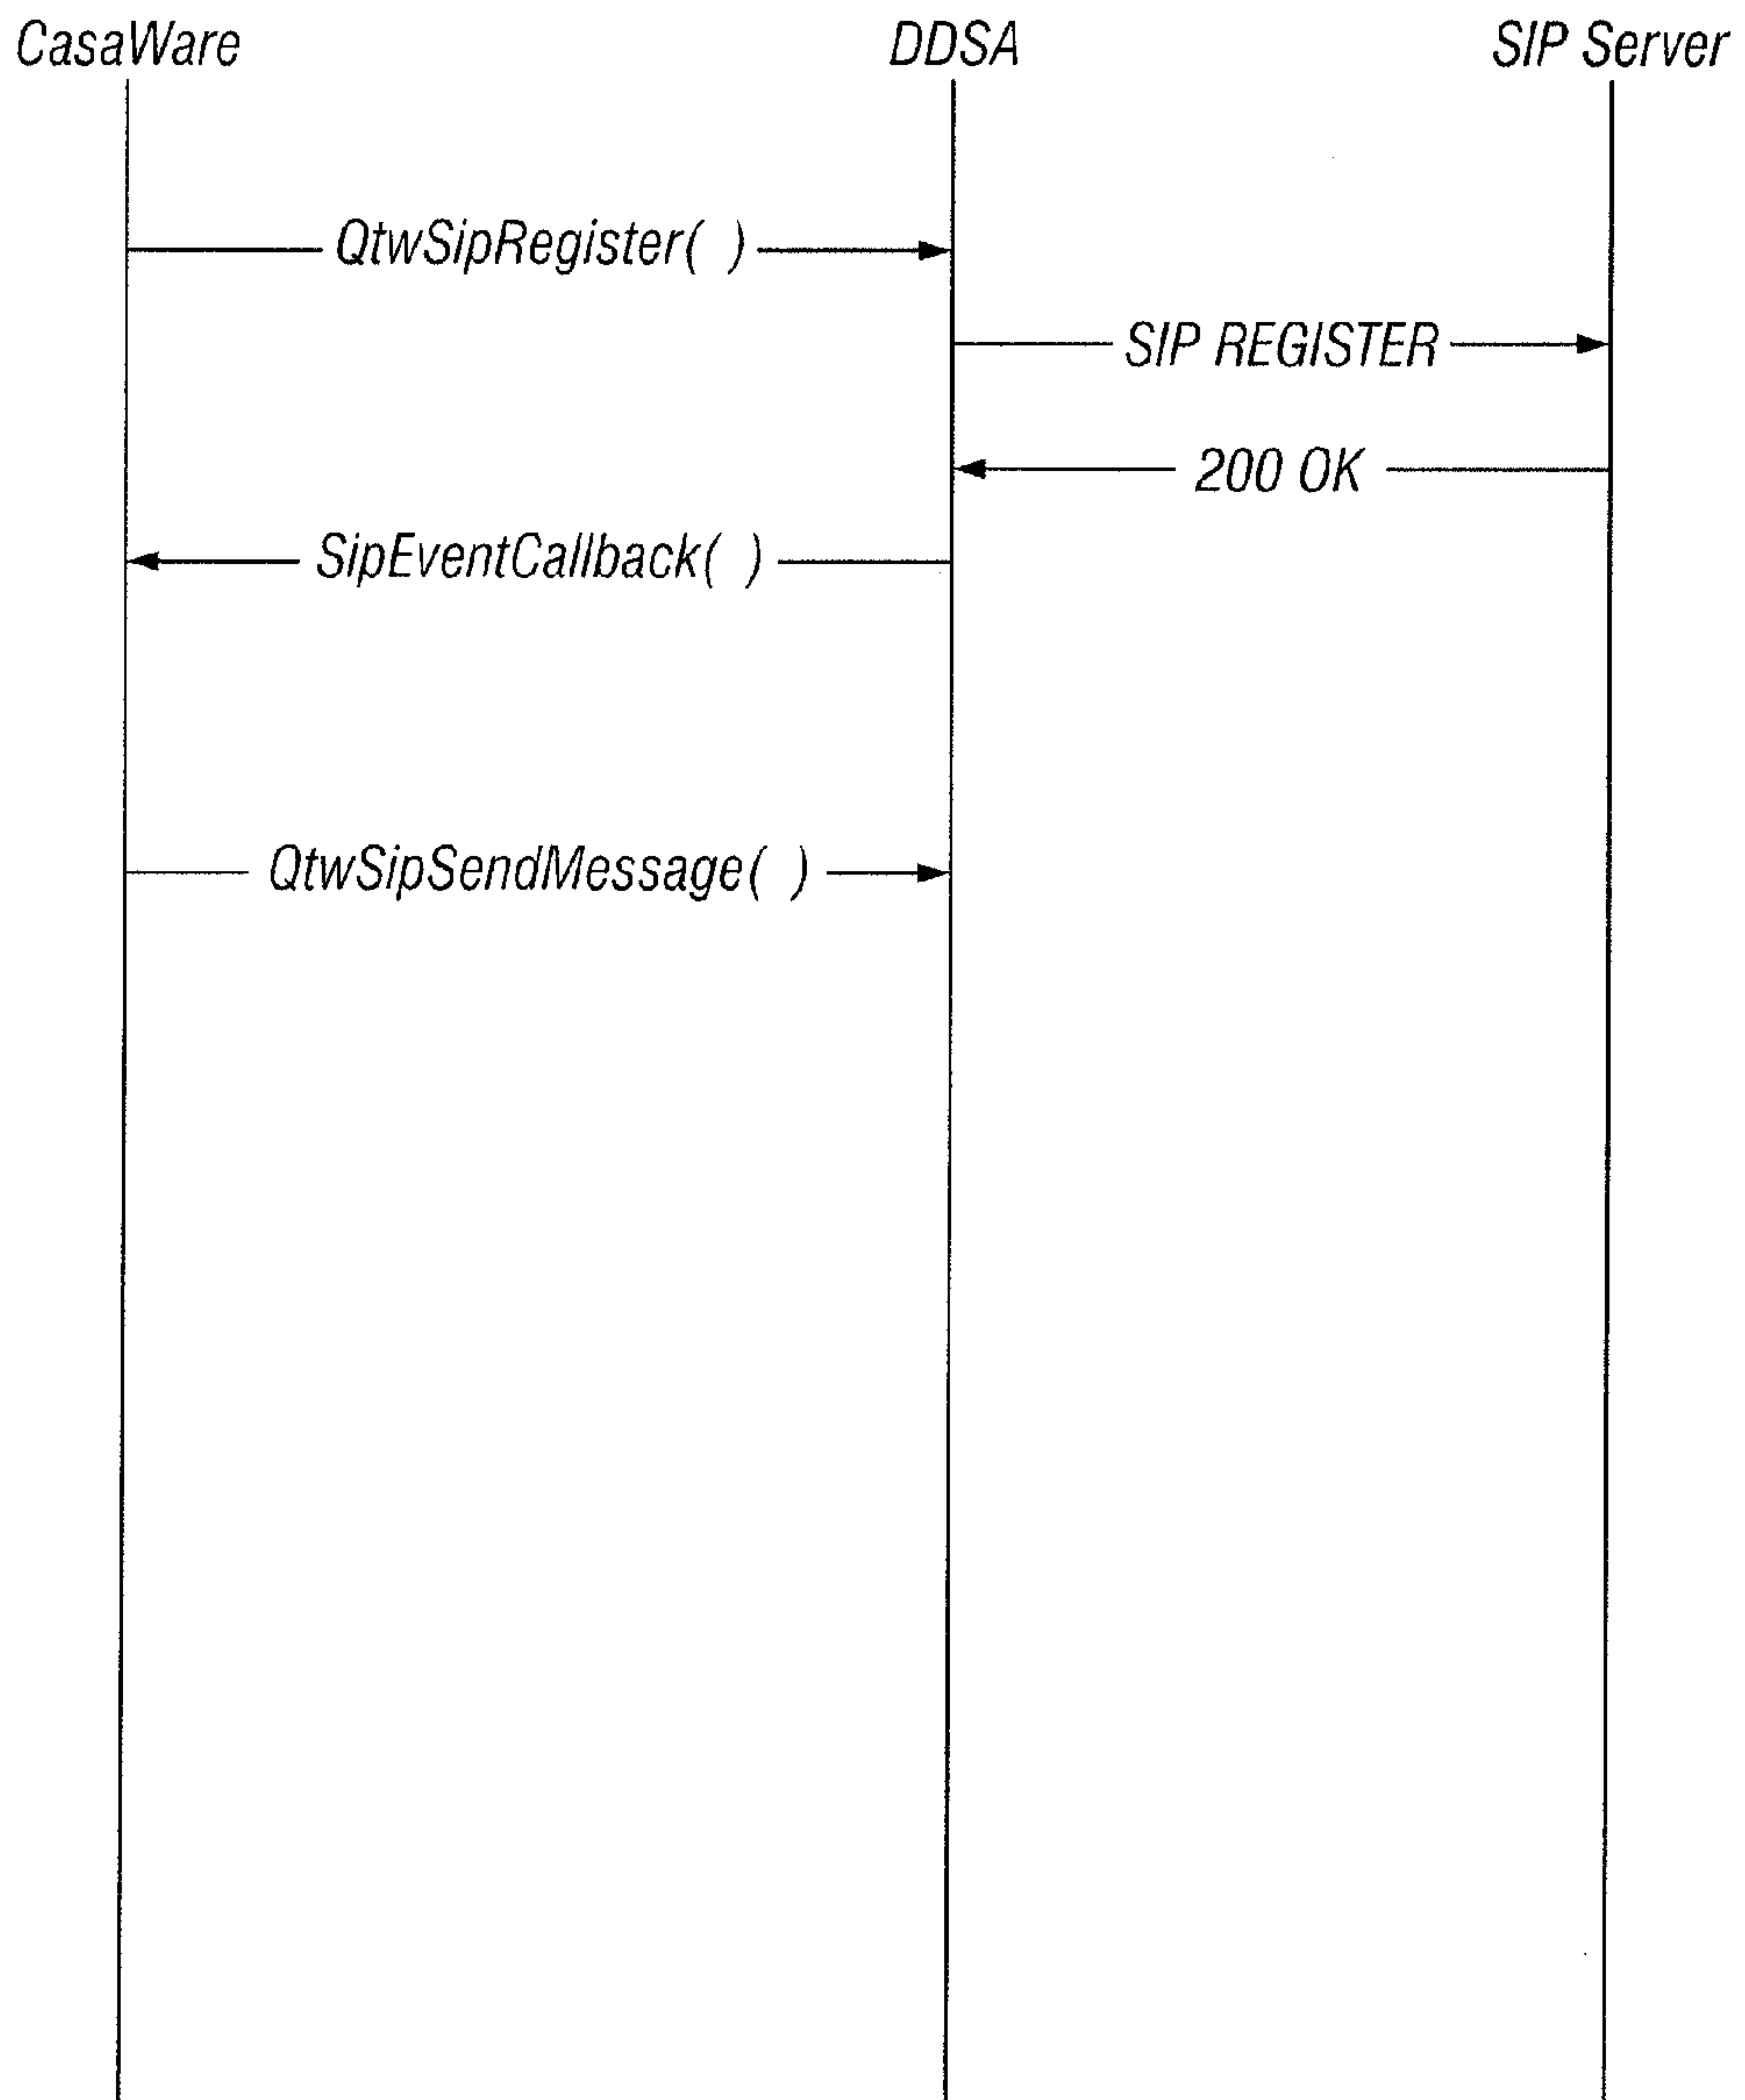 CasaWare DDSA SIP Server
QtwSipRegister( )
SIP REGISTER
200 OK
SipEventCallback( )
QtwSipSendMessage( )